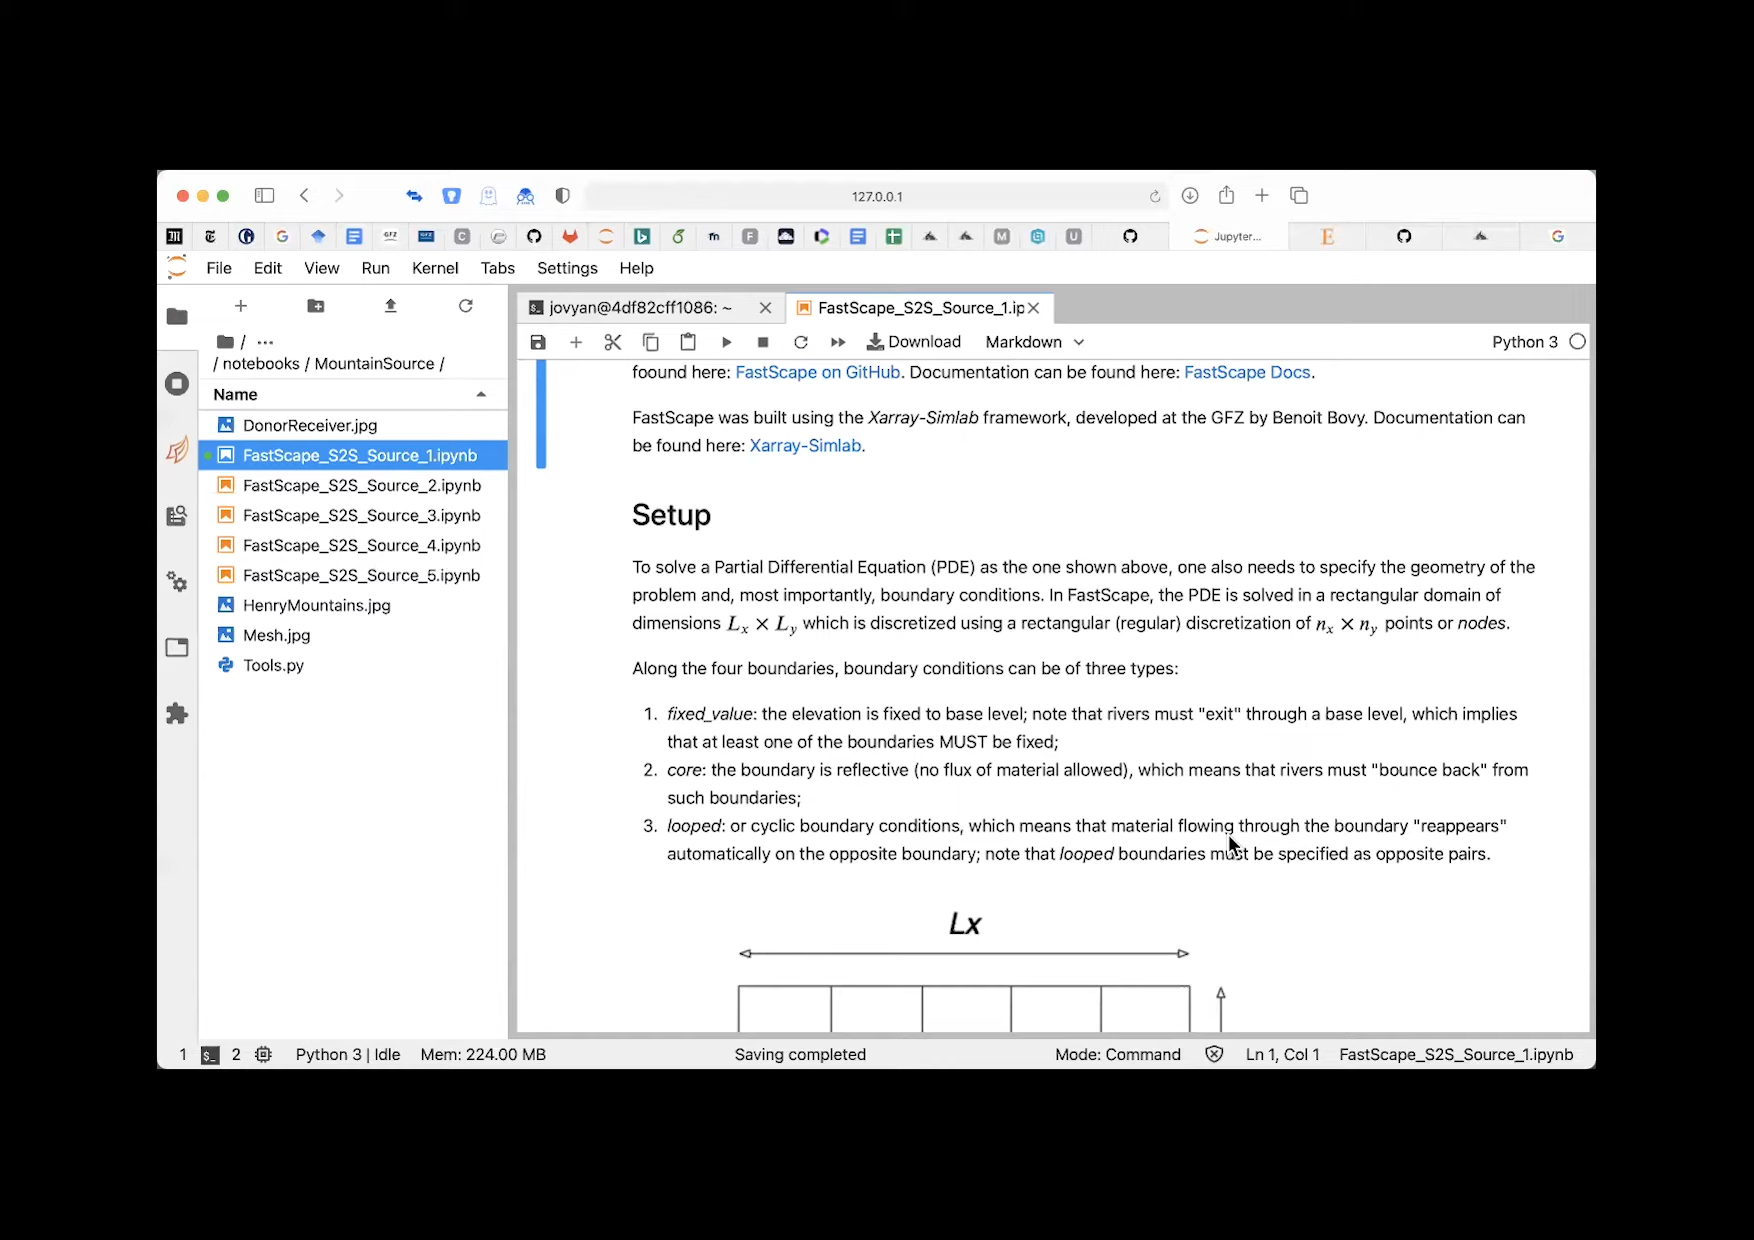 127.0.0.1
Jupyter...
File Edit View Run Kernel Tabs Settings Help
jovyan@4df82cff1086: ~
FastScape_S2S_Source_1.ip
/ ...
/ notebooks / MountainSource /
Download
Markdown
Python 3
Name
DonorReceiver.jpg
FastScape_S2S_Source_1.ipynb
FastScape_S2S_Source_2.ipynb
FastScape_S2S_Source_3.ipynb
FastScape_S2S_Source_4.ipynb
FastScape_S2S_Source_5.ipynb
HenryMountains.jpg
Mesh.jpg
Tools.py
foound here: FastScape on GitHub. Documentation can be found here: FastScape Docs.
FastScape was built using the Xarray-Simlab framework, developed at the GFZ by Benoit Bovy. Documentation can
be found here: Xarray-Simlab.
Setup
To solve a Partial Differential Equation (PDE) as the one shown above, one also needs to specify the geometry of the
problem and, most importantly, boundary conditions. In FastScape, the PDE is solved in a rectangular domain of
dimensions Lx × Ly which is discretized using a rectangular (regular) discretization of nx × ny points or nodes.
Along the four boundaries, boundary conditions can be of three types:
1. fixed_value: the elevation is fixed to base level; note that rivers must "exit" through a base level, which implies
that at least one of the boundaries MUST be fixed;
2. core: the boundary is reflective (no flux of material allowed), which means that rivers must "bounce back" from
such boundaries;
3. looped: or cyclic boundary conditions, which means that material flowing through the boundary "reappears"
automatically on the opposite boundary; note that looped boundaries must be specified as opposite pairs.
Lx
1 2 Python 3 | Idle Mem: 224.00 MB Saving completed Mode: Command Ln 1, Col 1 FastScape_S2S_Source_1.ipynb